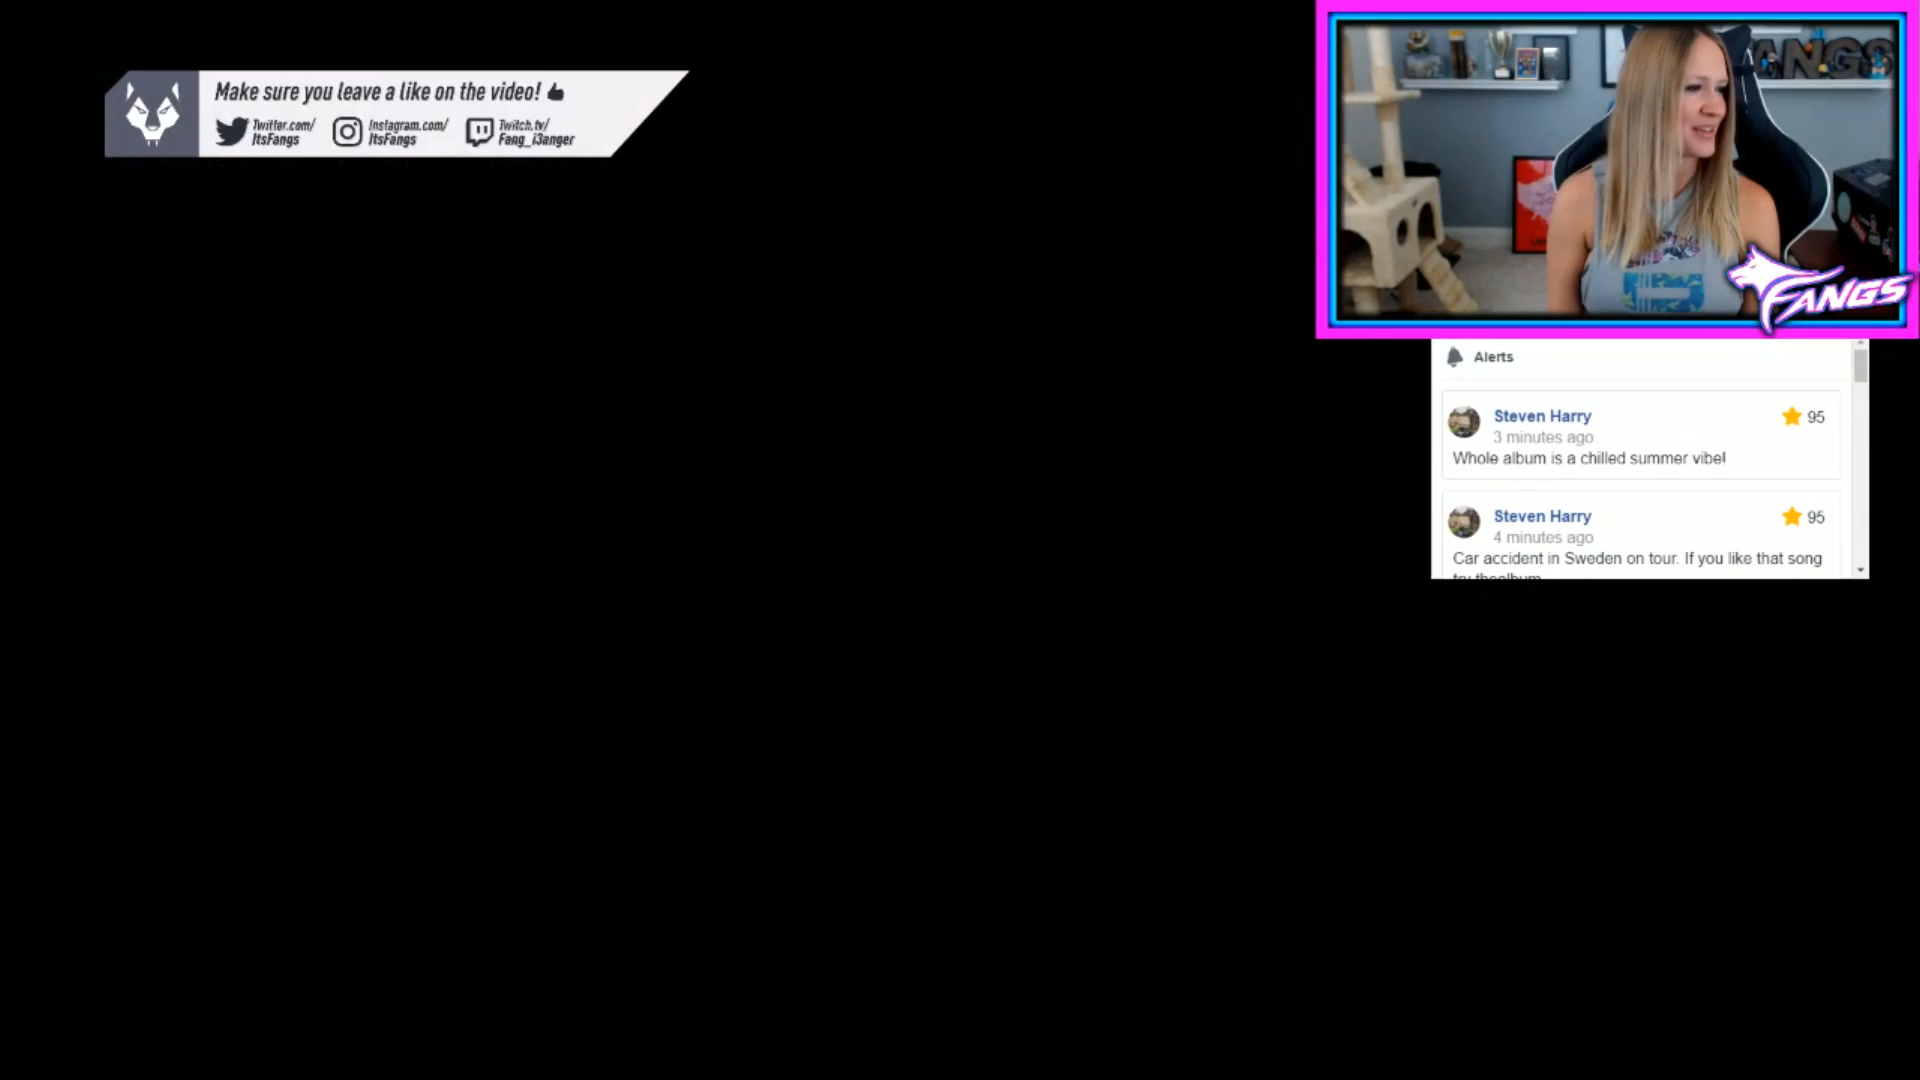 Make sure you leave a like on the video!
Twitter.com/
ItsFangs
Instagram.com/
ItsFangs
Twitch.tv/
Fang_i3anger
FANGS
FANGS
Alerts
Steven Harry
95
3 minutes ago
Whole album is a chilled summer vibe!
Steven Harry
95
4 minutes ago
Car accident in Sweden on tour. If you like that song